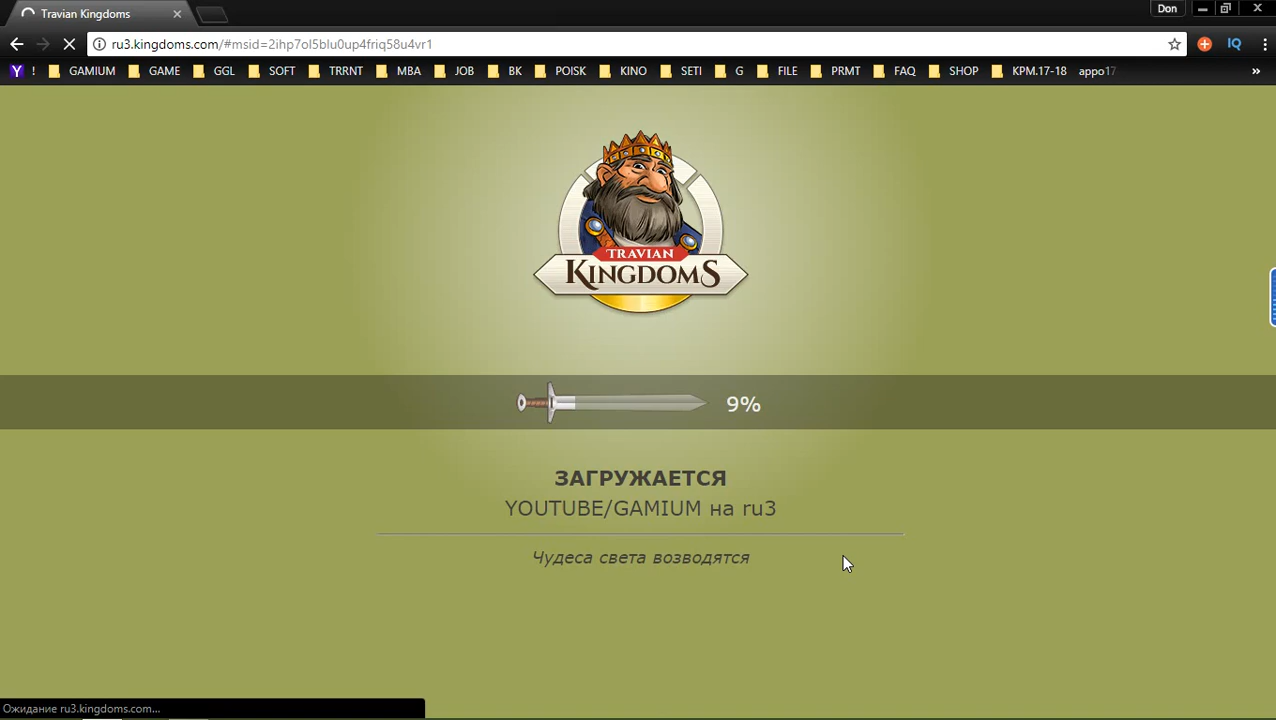 Travian Kingdoms
Don
ru3.kingdoms.com/#msid=2ihp7ol5blu0up4friq58u4vr1
IQ
Y ! GAMIUM GAME GGL SOFT TRRNT MBA JOB BK POISK KINO SETI G FILE PRMT FAQ SHOP KPM.17-18 appo17 »
TRAVIAN
KINGDOMS
9%
ЗАГРУЖАЕТСЯ
YOUTUBE/GAMIUM на ru3
Чудеса света возводятся
Ожидание ru3.kingdoms.com...